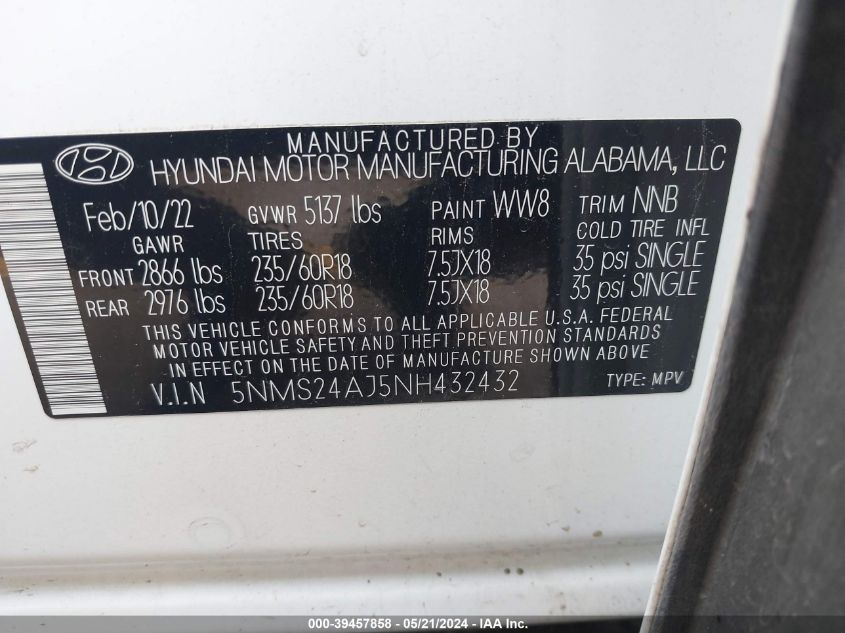 MANUFACTURED BY
HYUNDAI MOTOR MANUFACTURING ALABAMA, LLC
Feb/10/22 GVWR 5137 lbs PAINT WW8 TRIM NNB
GAWR TIRES RIMS COLD TIRE INFL
FRONT 2866 lbs 235/60R18 7.5JX18 35 psi SINGLE
REAR 2976 lbs 235/60R18 7.5JX18 35 psi SINGLE
THIS VEHICLE CONFORMS TO ALL APPLICABLE U.S.A. FEDERAL
MOTOR VEHICLE SAFETY AND THEFT PREVENTION STANDARDS
IN EFFECT ON THE DATE OF MANUFACTURE SHOWN ABOVE
V.I.N 5NMS24AJ5NH432432 TYPE: MPV
000-39457858 - 05/21/2024 - IAA Inc.